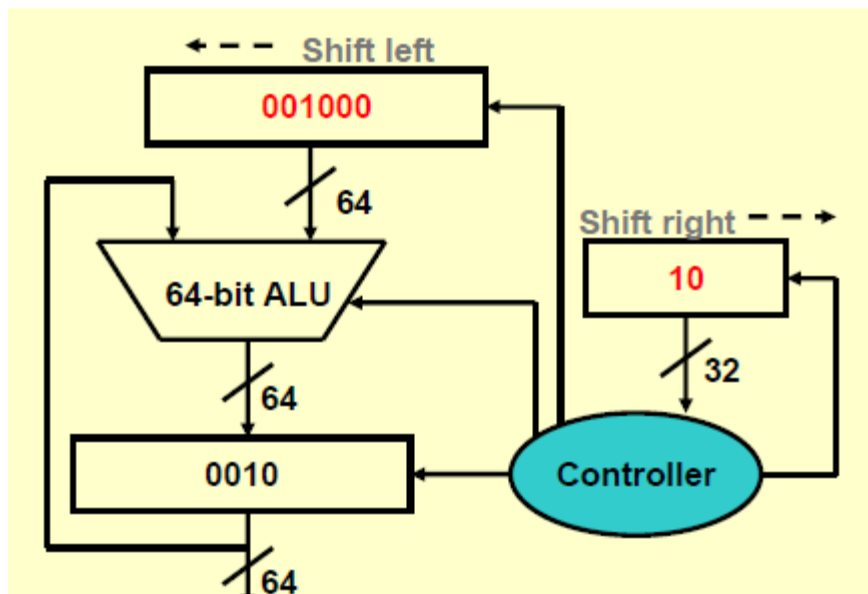 Shift left
001000
64
Shift right
64-bit ALU
10
32
64
0010
Controller
64